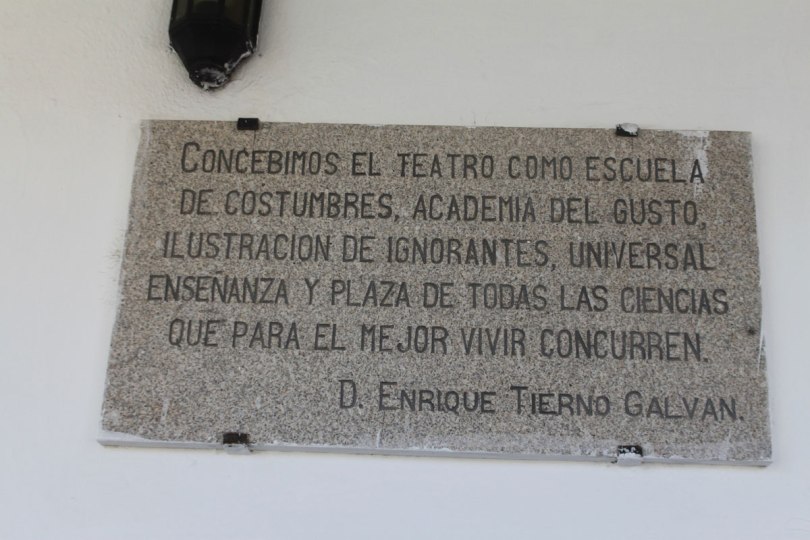 CONCEBIMOS EL TEATRO COMO ESCUELA
DE COSTUMBRES, ACADEMIA DEL GUSTO,
ILUSTRACION DE IGNORANTES, UNIVERSAL
ENSEÑANZA Y PLAZA DE TODAS LAS CIENCIAS
QUE PARA EL MEJOR VIVIR CONCURREN.
D. ENRIQUE TIERNO GALVAN.